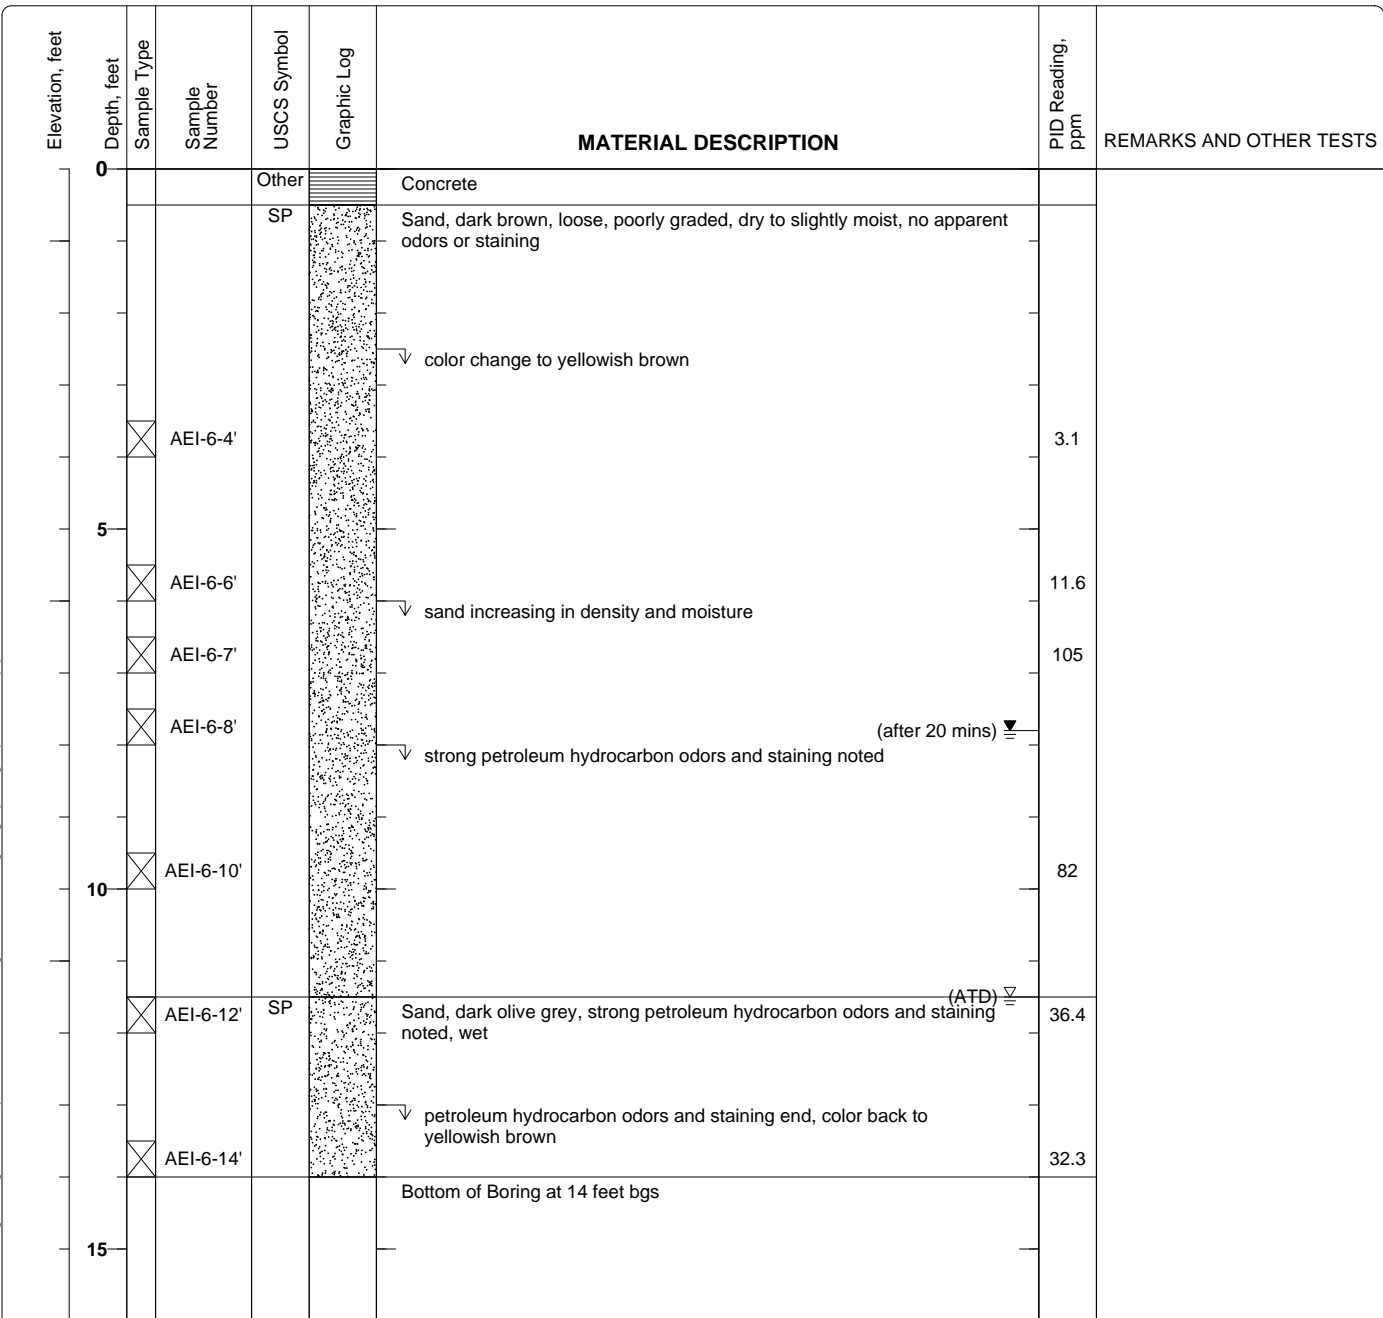 Elevation, feet
Depth, feet
Sample Type
Sample
Number
USCS Symbol
Graphic Log
MATERIAL DESCRIPTION
PID Reading,
ppm
REMARKS AND OTHER TESTS
0
Other
Concrete
SP
Sand, dark brown, loose, poorly graded, dry to slightly moist, no apparent
odors or staining
color change to yellowish brown
AEI-6-4'
3.1
5
AEI-6-6'
11.6
sand increasing in density and moisture
AEI-6-7'
105
AEI-6-8'
(after 20 mins)
strong petroleum hydrocarbon odors and staining noted
AEI-6-10'
82
10
(ATD)
AEI-6-12'
SP
Sand, dark olive grey, strong petroleum hydrocarbon odors and staining
noted, wet
36.4
petroleum hydrocarbon odors and staining end, color back to
yellowish brown
AEI-6-14'
32.3
Bottom of Boring at 14 feet bgs
15